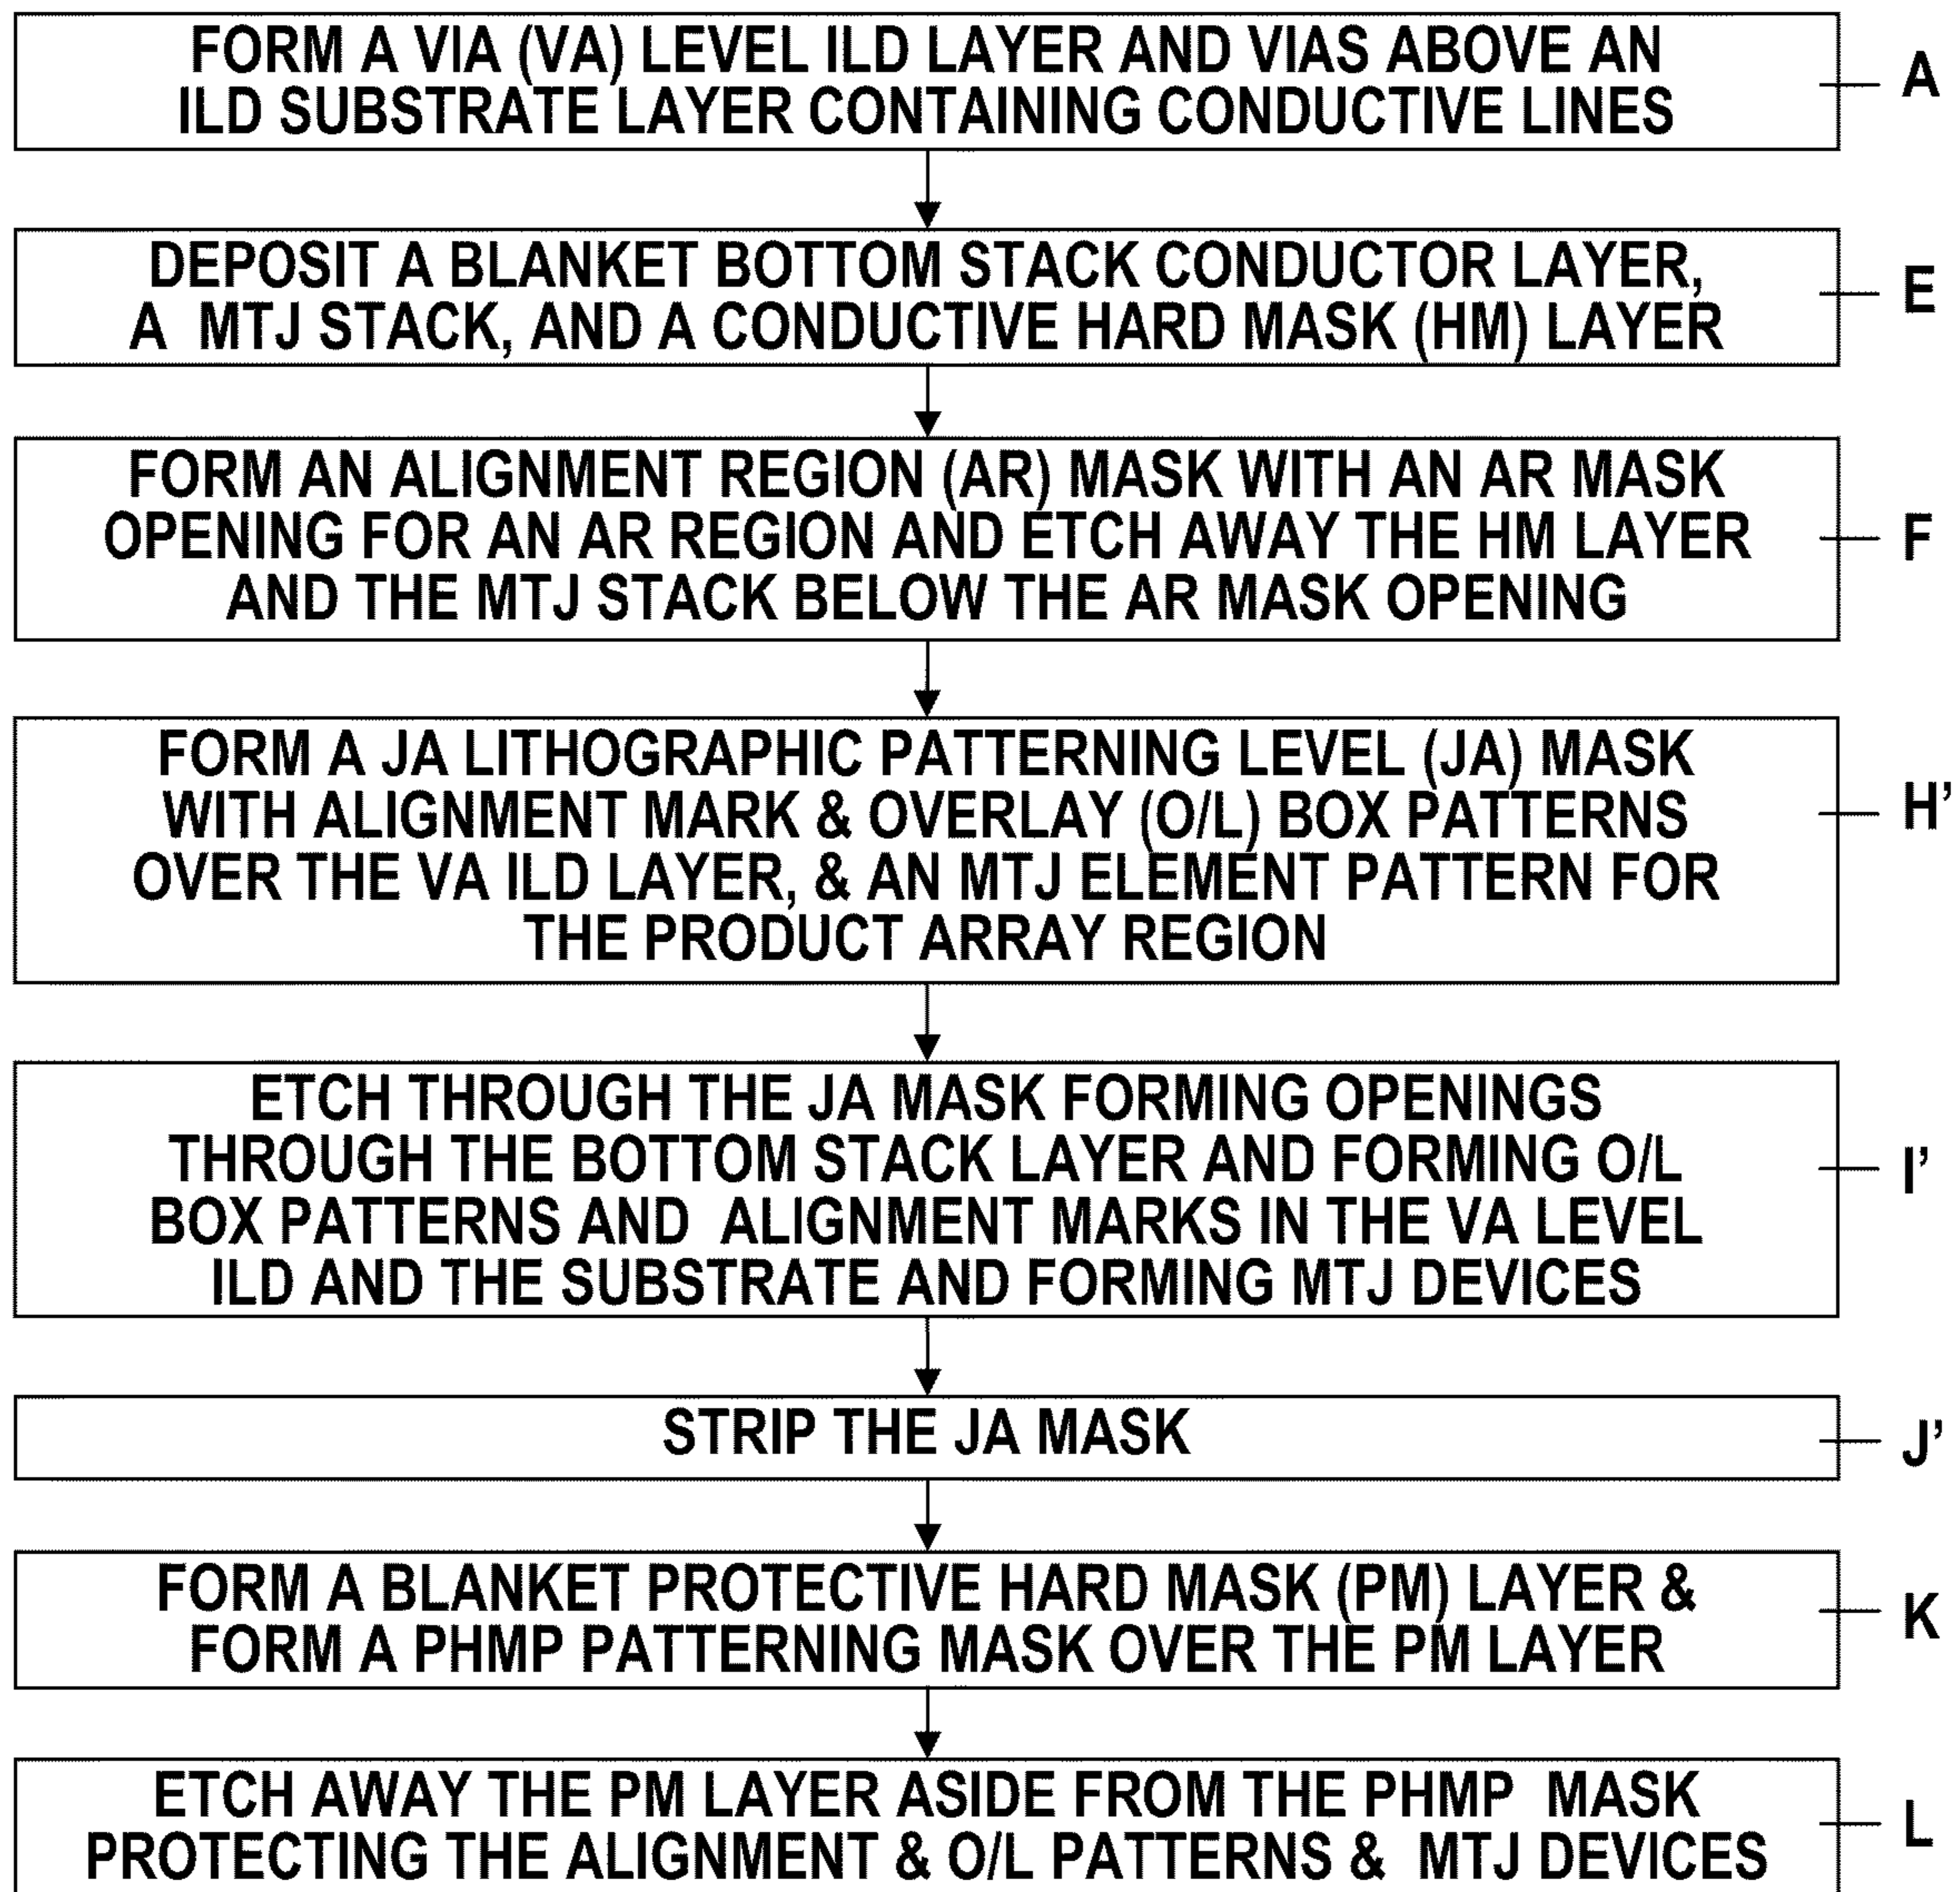 FORM A VIA (VA) LEVEL ILD LAYER AND VIAS ABOVE AN
ILD SUBSTRATE LAYER CONTAINING CONDUCTIVE LINES
A
DEPOSIT A BLANKET BOTTOM STACK CONDUCTOR LAYER,
A MTJ STACK, AND A CONDUCTIVE HARD MASK (HM) LAYER
E
FORM AN ALIGNMENT REGION (AR) MASK WITH AN AR MASK
OPENING FOR AN AR REGION AND ETCH AWAY THE HM LAYER
AND THE MTJ STACK BELOW THE AR MASK OPENING
F
FORM A JA LITHOGRAPHIC PATTERNING LEVEL (JA) MASK
WITH ALIGNMENT MARK & OVERLAY (O/L) BOX PATTERNS
OVER THE VA ILD LAYER, & AN MTJ ELEMENT PATTERN FOR
THE PRODUCT ARRAY REGION
H’
ETCH THROUGH THE JA MASK FORMING OPENINGS
THROUGH THE BOTTOM STACK LAYER AND FORMING O/L
BOX PATTERNS AND ALIGNMENT MARKS IN THE VA LEVEL
ILD AND THE SUBSTRATE AND FORMING MTJ DEVICES
I’
STRIP THE JA MASK
J’
FORM A BLANKET PROTECTIVE HARD MASK (PM) LAYER &
FORM A PHMP PATTERNING MASK OVER THE PM LAYER
K
ETCH AWAY THE PM LAYER ASIDE FROM THE PHMP MASK
PROTECTING THE ALIGNMENT & O/L PATTERNS & MTJ DEVICES
L